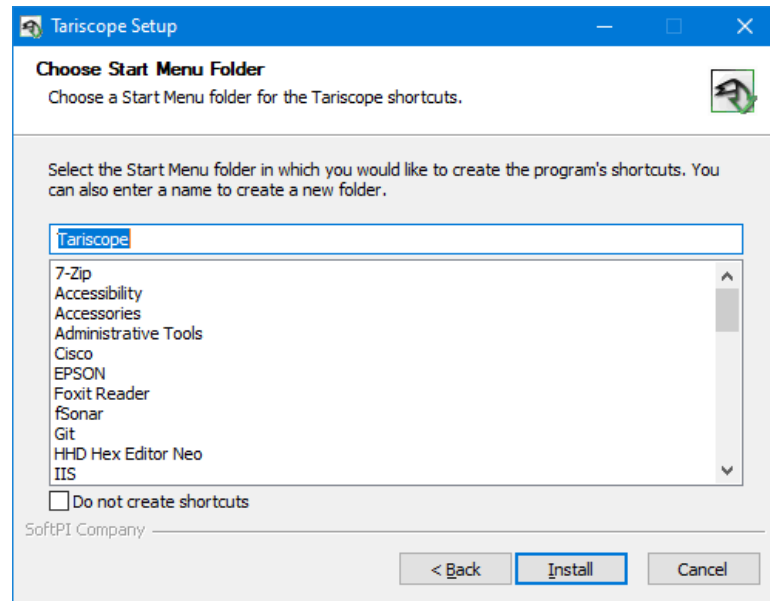 Tariscope Setup
Choose Start Menu Folder
Choose a Start Menu folder for the Tariscope shortcuts.
Select the Start Menu folder in which you would like to create the program's shortcuts. You
can also enter a name to create a new folder.
Tariscope
7-Zip
Accessibility
Accessories
Administrative Tools
Cisco
EPSON
Foxit Reader
fSonar
Git
HHD Hex Editor Neo
IIS
Do not create shortcuts
SoftPI Company
< Back
Install
Cancel